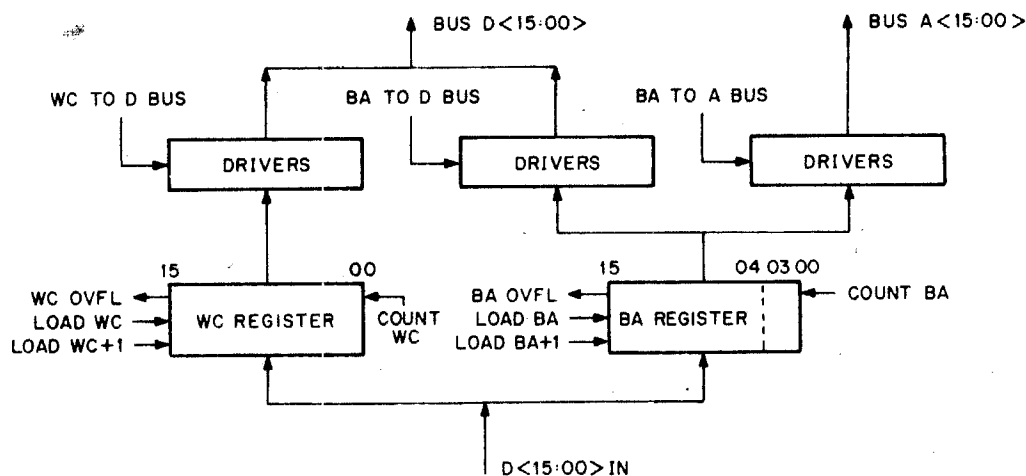 BUS D<15:00>
BUS A<15:00>
WC TO D BUS
BA TO D BUS
BA TO A BUS
DRIVERS
DRIVERS
DRIVERS
15
00
15
04 03 00
WC OVFL
LOAD WC
LOAD WC+1
WC REGISTER
COUNT
WC
BA OVFL
LOAD BA
LOAD BA+1
BA REGISTER
COUNT BA
D<15:00>IN